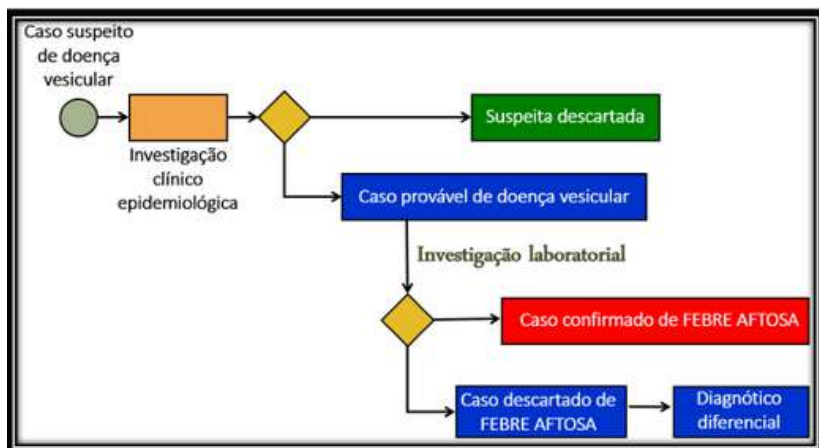 Caso suspeito
de doença
vesicular
Suspeita descartada
Investigação
clínico
epidemiológica
Caso provável de doença vesicular
Investigação laboratorial
Caso confirmado de FEBRE AFTOSA
Caso descartado de
FEBRE AFTOSA
Diagnótico
diferencial